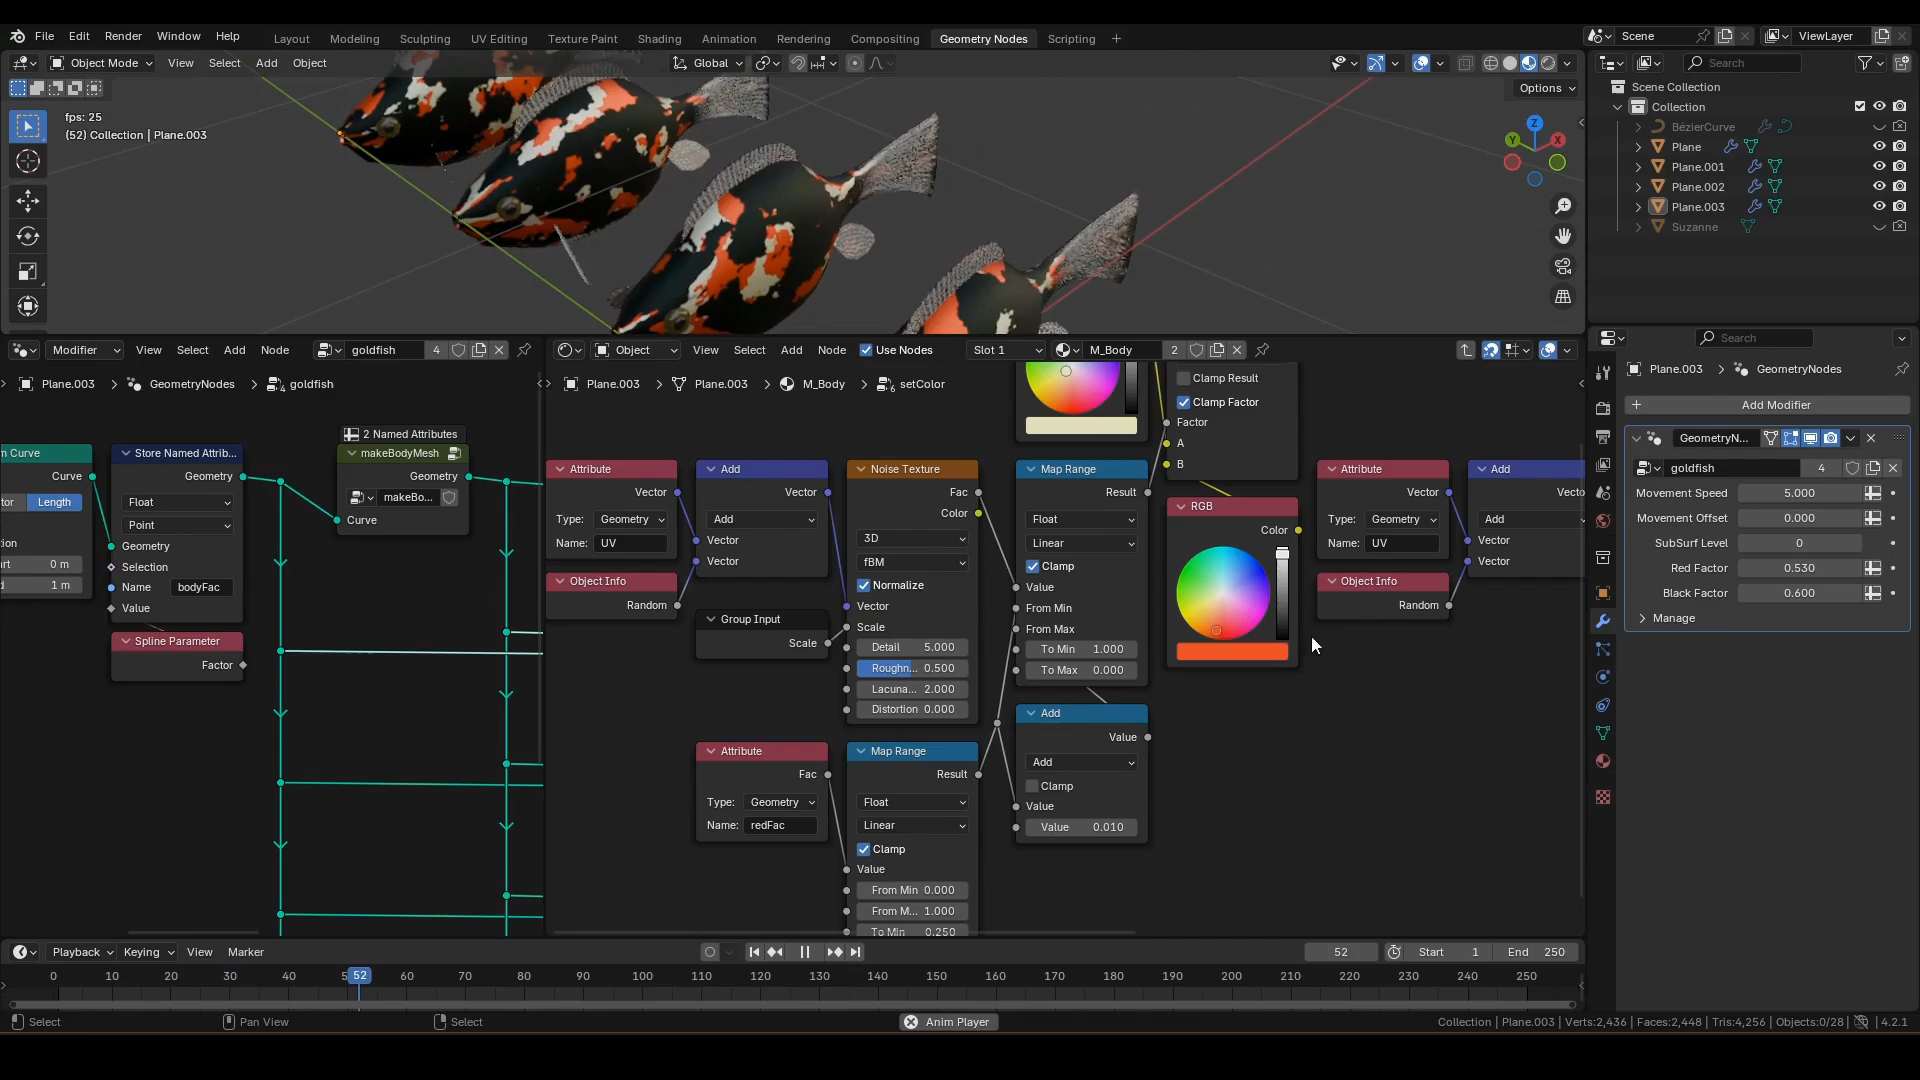 File Edit Render Window Help Layout Modeling Sculpting UV Editing Texture Paint Shading Animation Rendering Compositing Geometry Nodes Scripting
Scene ViewLayer
Object Mode View Select Add Object Global
Search
Options
fps: 25
(52) Collection | Plane.003
Z
Y X
Scene Collection
Collection
BézierCurve
Plane
Plane.001
Plane.002
Plane.003
Suzanne
Modifier View Select Add Node goldfish 4
Object View Select Add Node Use Nodes Slot 1 M_Body 2
Search
Plane.003 GeometryNodes goldfish
Plane.003 Plane.003 M_Body setColor
Plane.003 GeometryNodes
Add Modifier
GeometryN...
goldfish 4
Movement Speed 5.000
Movement Offset 0.000
SubSurf Level 0
Red Factor 0.530
Black Factor 0.600
Manage
m Curve
Curve
tor Length
tion
rt 0 m
d 1 m
Store Named Attrib...
Geometry
Float
Point
Geometry
Selection
Name bodyFac
Value
Spline Parameter
Factor
2 Named Attributes
makeBodyMesh
Geometry
makeBo...
Curve
Attribute
Vector
Type: Geometry
Name: UV
Object Info
Random
Add
Vector
Add
Vector
Vector
Group Input
Scale
Noise Texture
Fac
Color
3D
fBM
Normalize
Vector
Scale
Detail 5.000
Roughn... 0.500
Lacuna... 2.000
Distortion 0.000
Attribute
Fac
Type: Geometry
Name: redFac
Map Range
Result
Float
Linear
Clamp
Value
From Min 0.000
From M... 1.000
To Min 0.250
Map Range
Result
Float
Linear
Clamp
Value
From Min
From Max
To Min 1.000
To Max 0.000
Add
Value
Add
Clamp
Value
Value 0.010
Clamp Result
Clamp Factor
Factor
A
B
RGB
Color
Attribute
Vector
Type: Geometry
Name: UV
Object Info
Random
Add
Vecto
Add
Vector
Vector
Playback Keying View Marker
52 Start 1 End 250
0 10 20 30 40 5 52 60 70 80 90 100 110 120 130 140 150 160 170 180 190 200 210 220 230 240 250
Select Pan View Select Anim Player
Collection | Plane.003 | Verts:2,436 | Faces:2,448 | Tris:4,256 | Objects:0/28 | 4.2.1